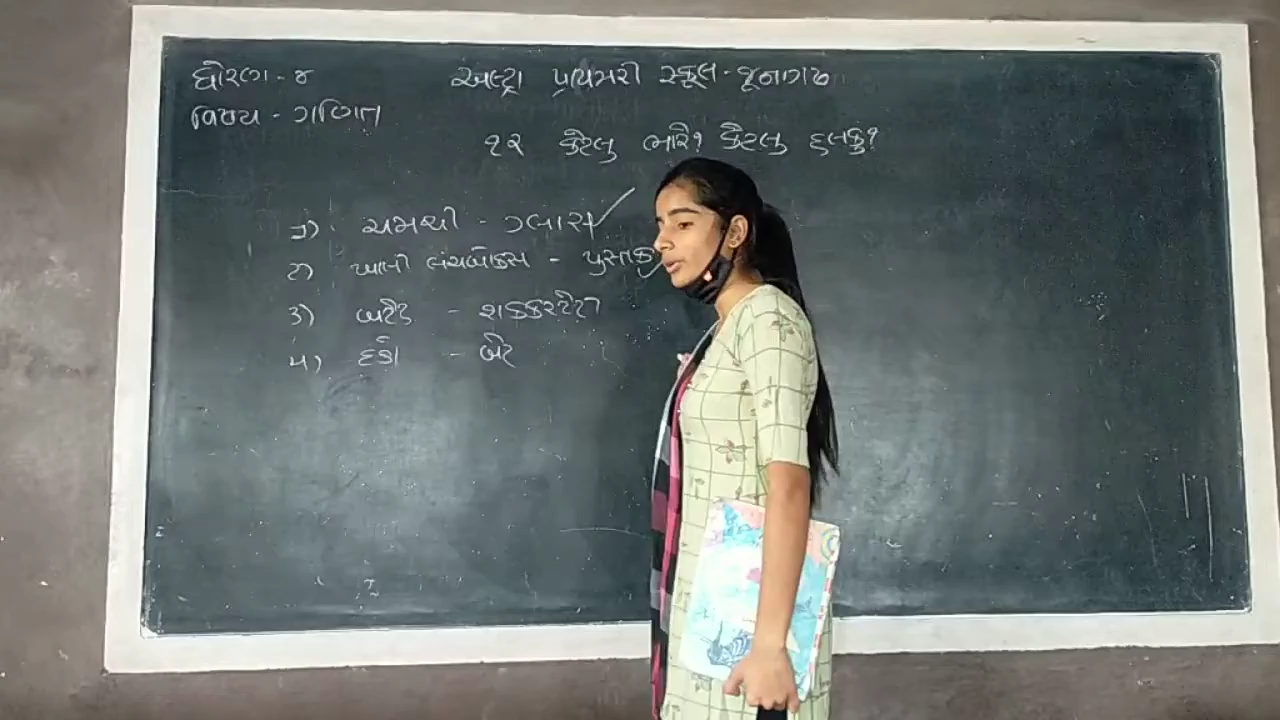 ધોરણ - ૪
અલ્ટ્રા પ્રાયમરી સ્કૂલ - જૂનાગઢ
વિષય - ગણિત
૧૨ કેટલુ ભારે? કેટલુ હલકુ?
૧) ચમચી - ગ્લાસ
૨) ખાલી લંચબોક્સ - પુસ્તક
૩) બટેટુ - શક્કરટેટી
૪) દડો - બેટ